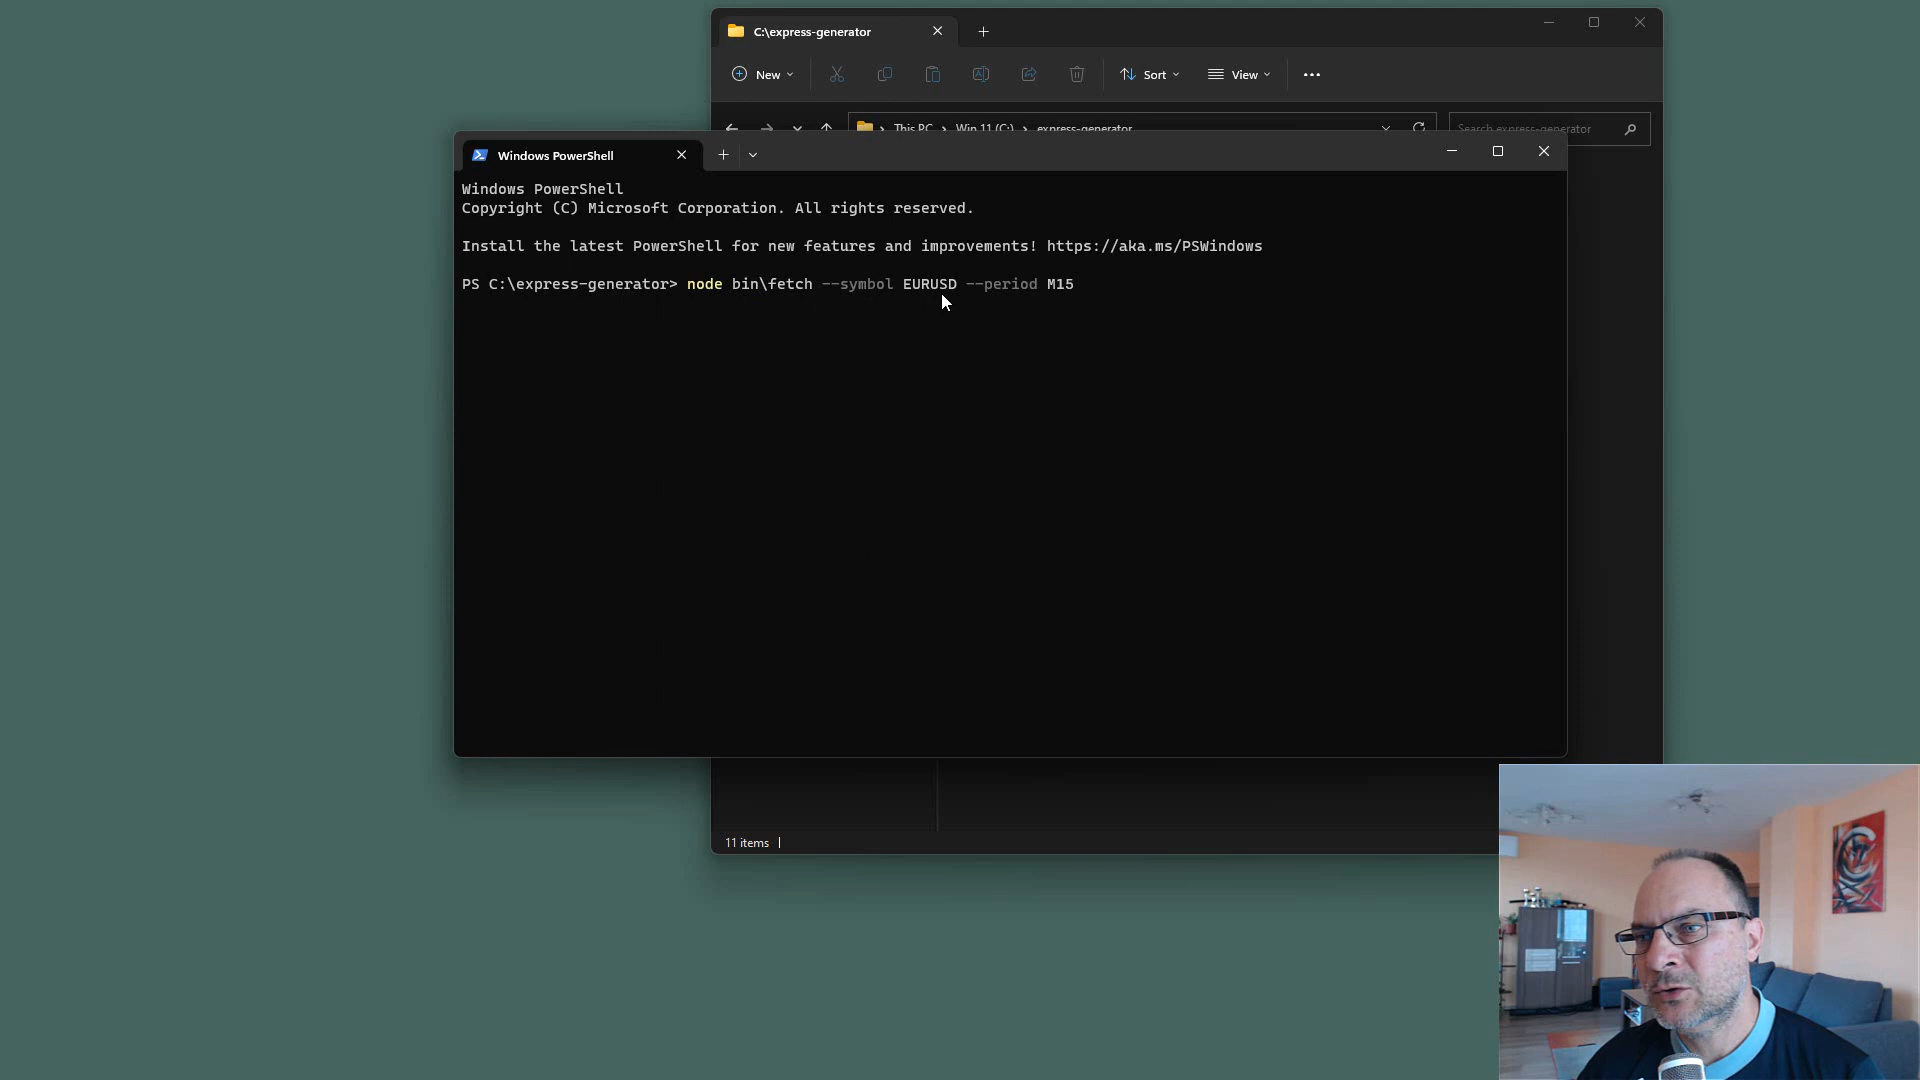 C:\express-generator
New
Sort
View
This PC
Win 11 (C:)
express-generator
Search express-generator
Windows PowerShell
Windows PowerShell
Copyright (C) Microsoft Corporation. All rights reserved.
Install the latest PowerShell for new features and improvements! https://aka.ms/PSWindows
PS C:\express-generator> node bin\fetch --symbol EURUSD --period M15
11 items